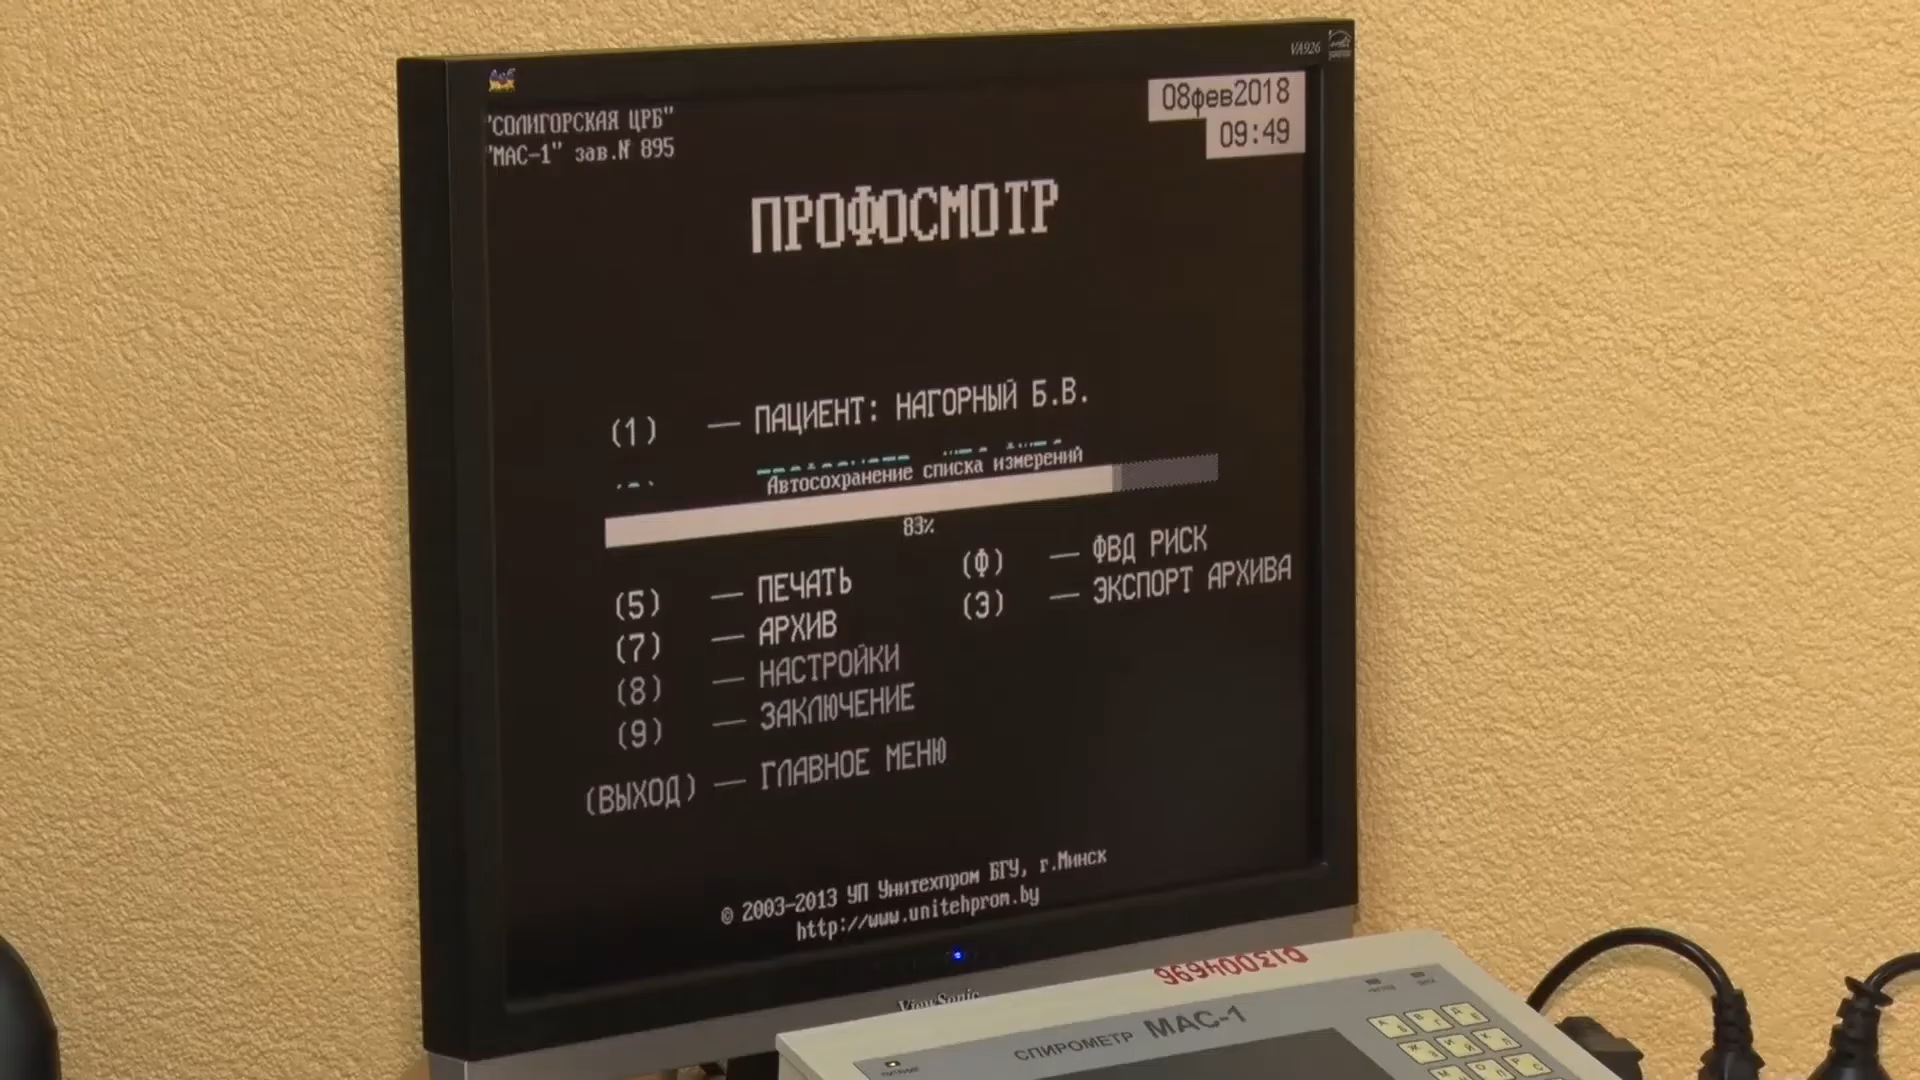 VA926
"СОЛИГОРСКАЯ ЦРБ"
"МАС-1" зав.№ 895
08фев2018
09:49
ПРОФОСМОТР
(1) — ПАЦИЕНТ: НАГОРНЫЙ Б.В.
Автосохранение списка измерений
83%
(5) — ПЕЧАТЬ
(Ф) — ФВД РИСК
(7) — АРХИВ
(Э) — ЭКСПОРТ АРХИВА
(8) — НАСТРОЙКИ
(9) — ЗАКЛЮЧЕНИЕ
(ВЫХОД) — ГЛАВНОЕ МЕНЮ
© 2003-2013 УП Унитехпром БГУ, г.Минск
http://www.unitehprom.by
ViewSonic
013004696
СПИРОМЕТР МАС-1